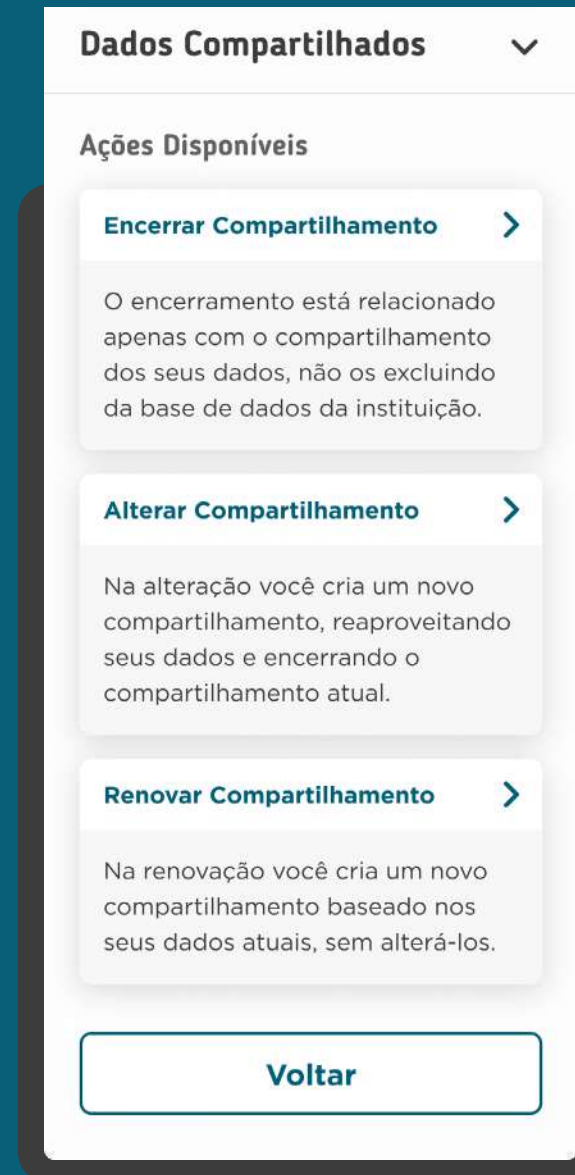 Dados Compartilhados
Ações Disponíveis
Encerrar Compartilhamento
O encerramento está relacionado
apenas com o compartilhamento
dos seus dados, não os excluindo
da base de dados da instituição.
Alterar Compartilhamento
Na alteração você cria um novo
compartilhamento, reaproveitando
seus dados e encerrando o
compartilhamento atual.
Renovar Compartilhamento
Na renovação você cria um novo
compartilhamento baseado nos
seus dados atuais, sem alterá-los.
Voltar